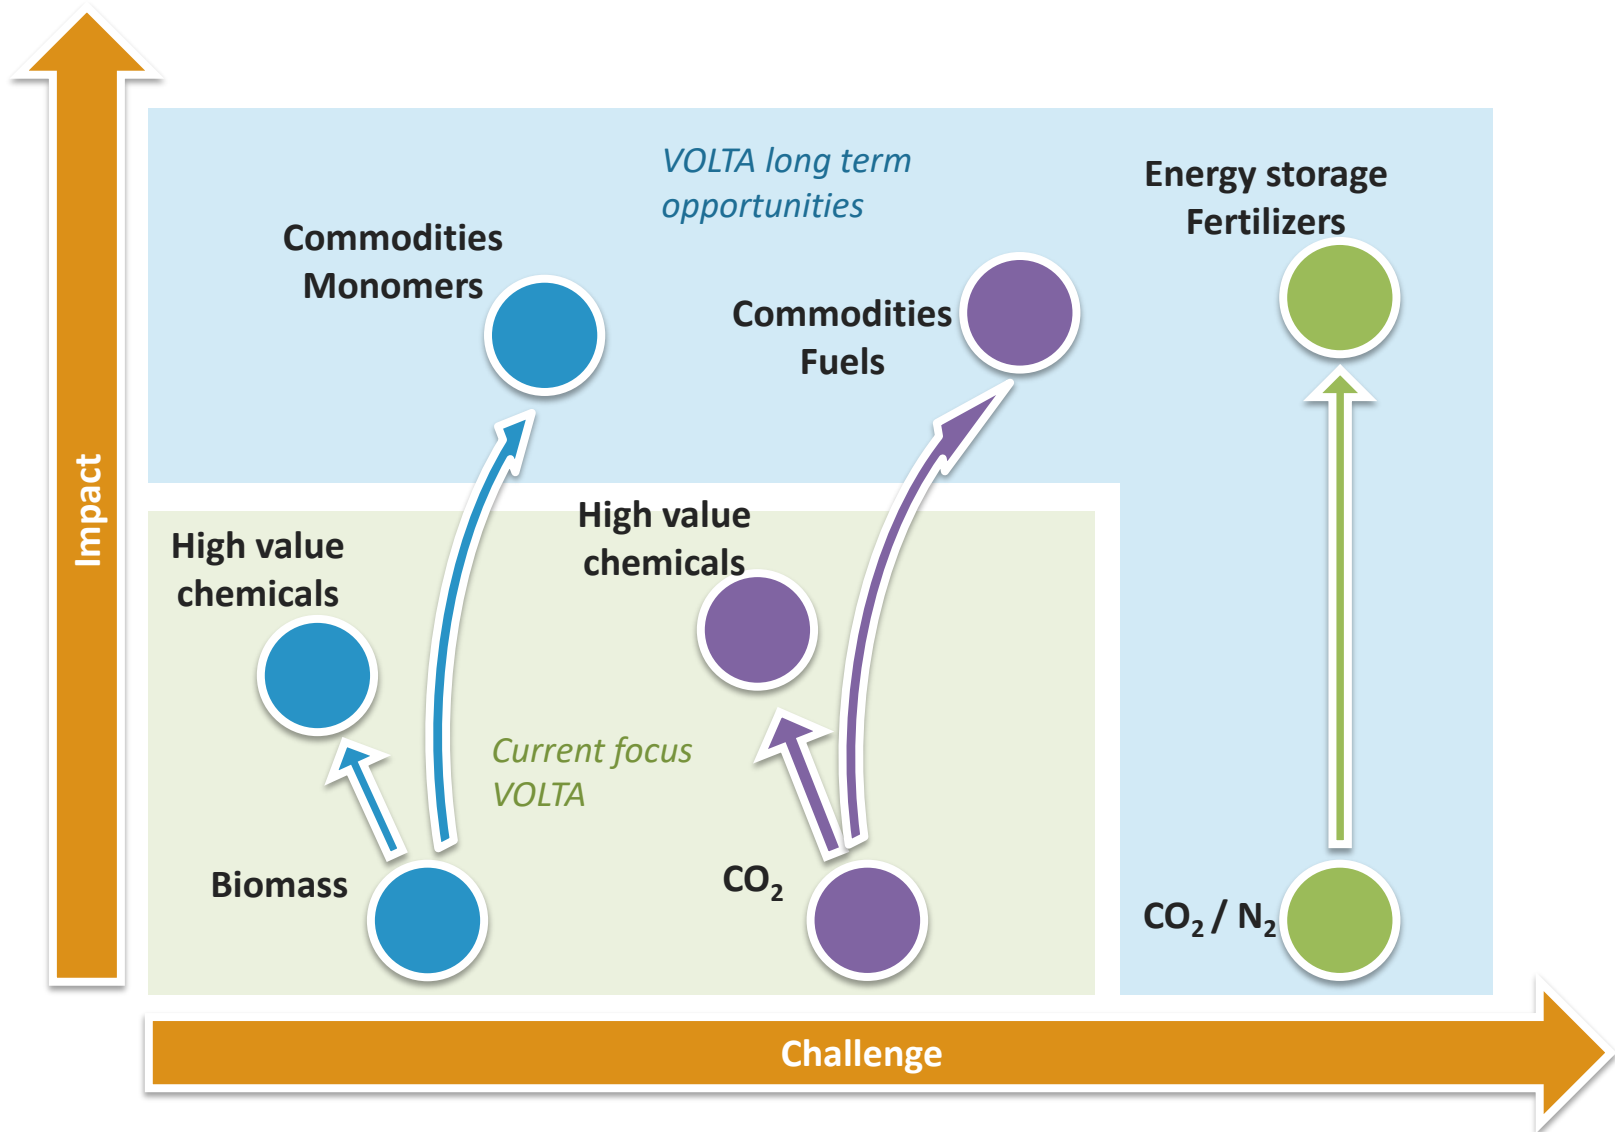 VOLTA long term
opportunities
Energy storage
Fertilizers
Commodities
Monomers
Commodities
Fuels
Impact
High value
chemicals
High value
chemicals
Current focus
VOLTA
Biomass
CO₂
CO₂ / N₂
Challenge